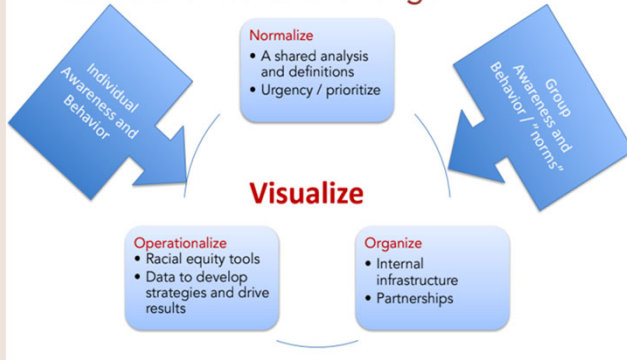 Normalize
• A shared analysis
and definitions
• Urgency / prioritize
Individual
Awareness and
Behavior
Group
Awareness and
Behavior / "norms"
Visualize
Operationalize
• Racial equity tools
• Data to develop
strategies and drive
results
Organize
• Internal
infrastructure
• Partnerships